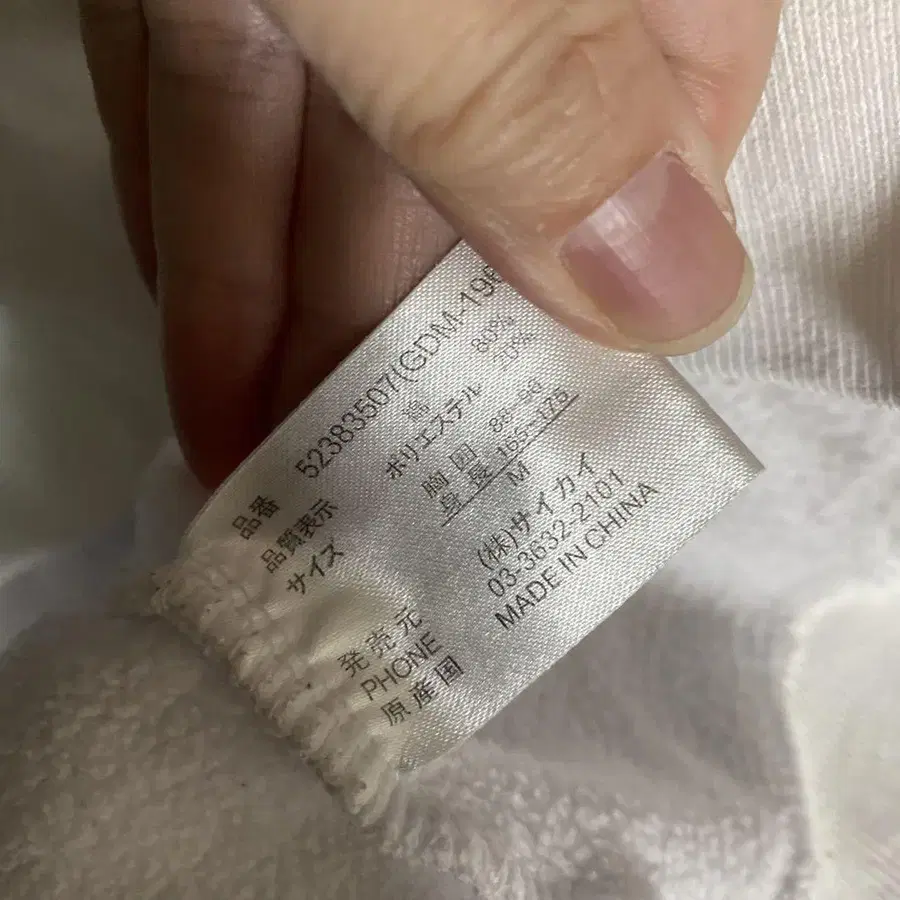 品番 52383507(GDM-196
品質表示 綿 80%
ポリエステル 20%
サイズ 胸囲 88-96
身長 165-175
M
発売元 (株)サイカイ
PHONE 03-3632-2101
原産国 MADE IN CHINA